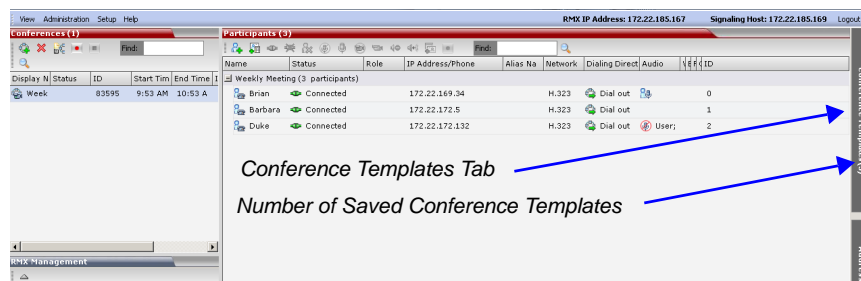 View Administration Setup Help RMX IP Address: 172.22.185.167 Signaling Host: 172.22.185.169 Logout
Conferences (1)
Find:
Display N Status ID Start Tim End Time I
Week 83595 9:53 AM 10:53 A
RMX Management
Participants (3)
Find:
Name Status Role IP Address/Phone Alias Na Network Dialing Direct Audio ID
Weekly Meeting (3 participants)
Brian Connected 172.22.169.34 H.323 Dial out 0
Barbara Connected 172.22.172.5 H.323 Dial out 1
Duke Connected 172.22.172.132 H.323 Dial out User; 2
Conference Templates Tab
Number of Saved Conference Templates